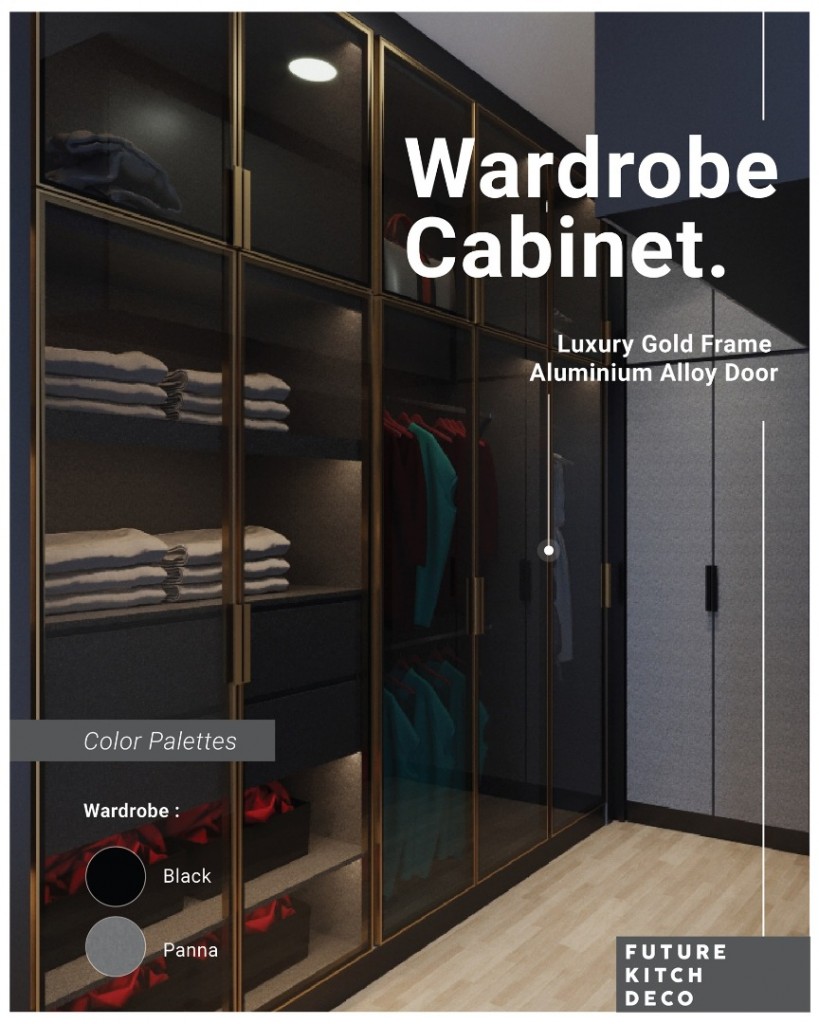 Wardrobe
Cabinet.
Luxury Gold Frame
Aluminium Alloy Door
Color Palettes
Wardrobe :
Black
Panna
FUTURE
KITCH
DECO